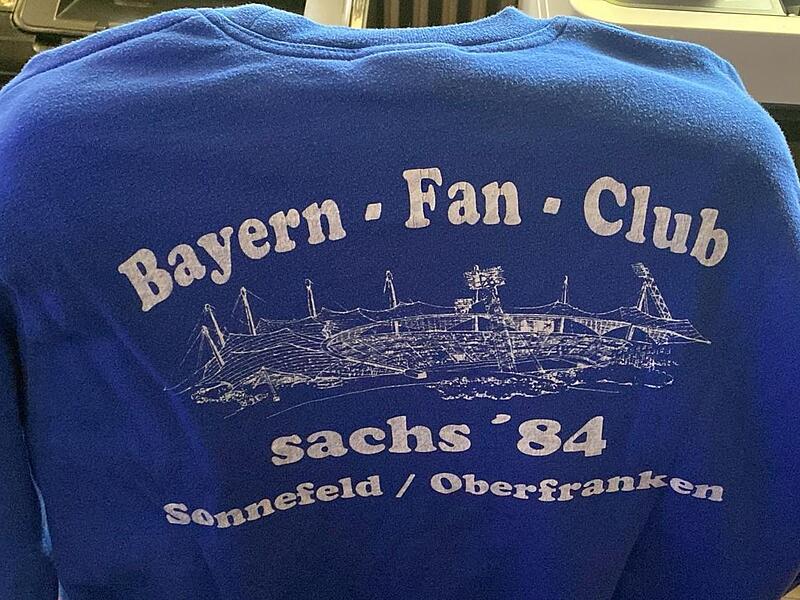 Bayern - Fan - Club
sachs ´84
Sonnefeld / Oberfranken